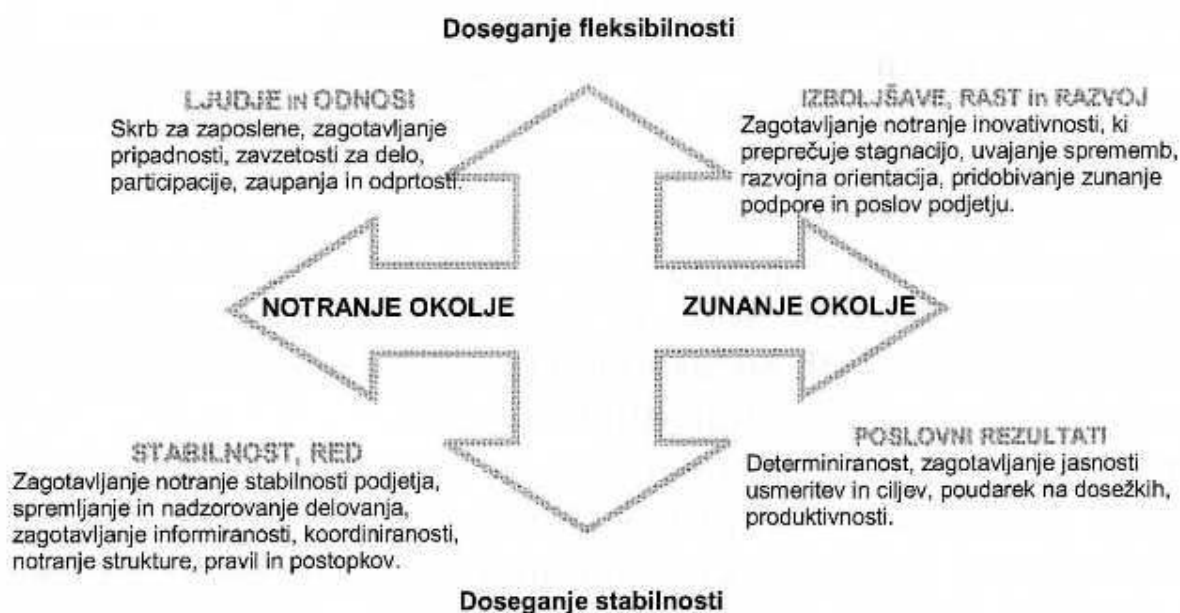 Doseganje fleksibilnosti
LJUDJE in ODNOSI
Skrb za zaposlene, zagotavljanje
pripadnosti, zavzetosti za delo,
participacije, zaupanja in odprtosti.
IZBOLJŠAVE, RAST in RAZVOJ
Zagotavljanje notranje inovativnosti, ki
preprečuje stagnacijo, uvajanje sprememb,
razvojna orientacija, pridobivanje zunanje
podpore in poslov podjetju.
NOTRANJE OKOLJE
ZUNANJE OKOLJE
STABILNOST, RED
Zagotavljanje notranje stabilnosti podjetja,
spremljanje in nadzorovanje delovanja,
zagotavljanje informiranosti, koordiniranosti,
notranje strukture, pravil in postopkov.
POSLOVNI REZULTATI
Determiniranost, zagotavljanje jasnosti
usmeritev in ciljev, poudarek na dosežkih,
produktivnosti.
Doseganje stabilnosti